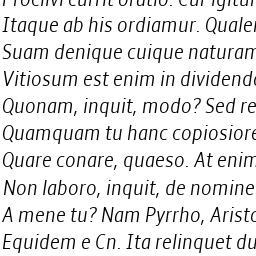 Proclivi currit oratio. Cur igitur
Itaque ab his ordiamur. Quale
Suam denique cuique naturam
Vitiosum est enim in dividend
Quonam, inquit, modo? Sed re
Quamquam tu hanc copiosiore
Quare conare, quaeso. At enim
Non laboro, inquit, de nomine
A mene tu? Nam Pyrrho, Aristo
Equidem e Cn. Ita relinquet du